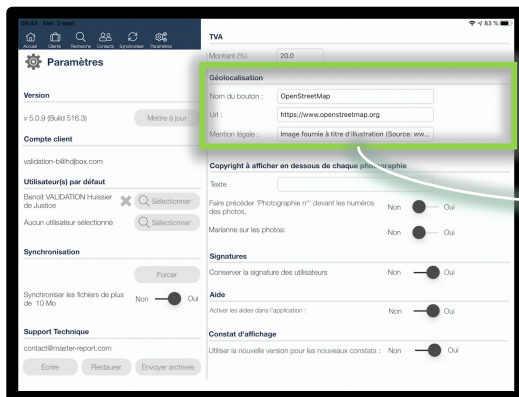 09:45 Mer. 2 sept.
83 %
Accueil Clients Recherche Contacts Synchroniser Paramètres
Paramètres
Version
v 5.0.9 (Build 516.3)
Mettre à jour
Compte client
validation-b@hdjbox.com
Utilisateur(s) par défaut
Benoit VALIDATION Huissier
de Justice
Sélectionner
Aucun utilisateur sélectionné
Sélectionner
Synchronisation
Forcer
Synchroniser les fichiers de plus
de 10 Mo
Non Oui
Support Technique
contact@master-report.com
Ecrire Restaurer Envoyer archives
TVA
Montant (%) 20.0
Géolocalisation
Nom du bouton : OpenStreetMap
Url : https://www.openstreetmap.org
Mention légale : Image fournie à titre d'illustration (Source: ww...
Copyright à afficher en dessous de chaque photographie
Texte
Faire précéder 'Photographie n°' devant les numéros
des photos.
Non Oui
Marianne sur les photos:
Non Oui
Signatures
Conserver la signature des utilisateurs Non Oui
Aide
Activer les aides dans l'application : Non Oui
Constat d'affichage
Utiliser la nouvelle version pour les nouveaux constats : Non Oui